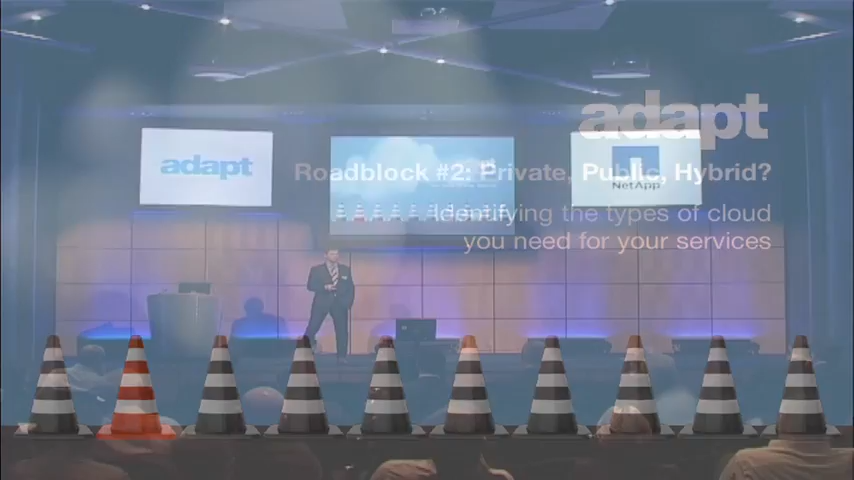 adapt
adapt
Roadblock #2: Private, Public, Hybrid?
NetApp
Identifying the types of cloud
you need for your services